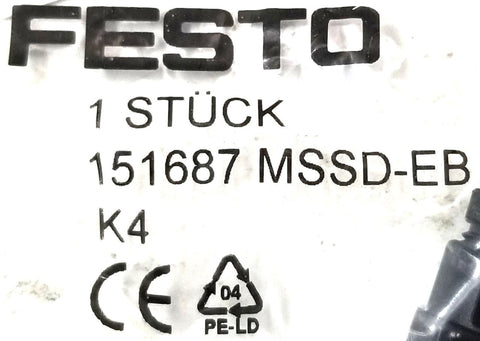 FESTO
1 STÜCK
151687 MSSD-EB
K4
CE 04
PE-LD